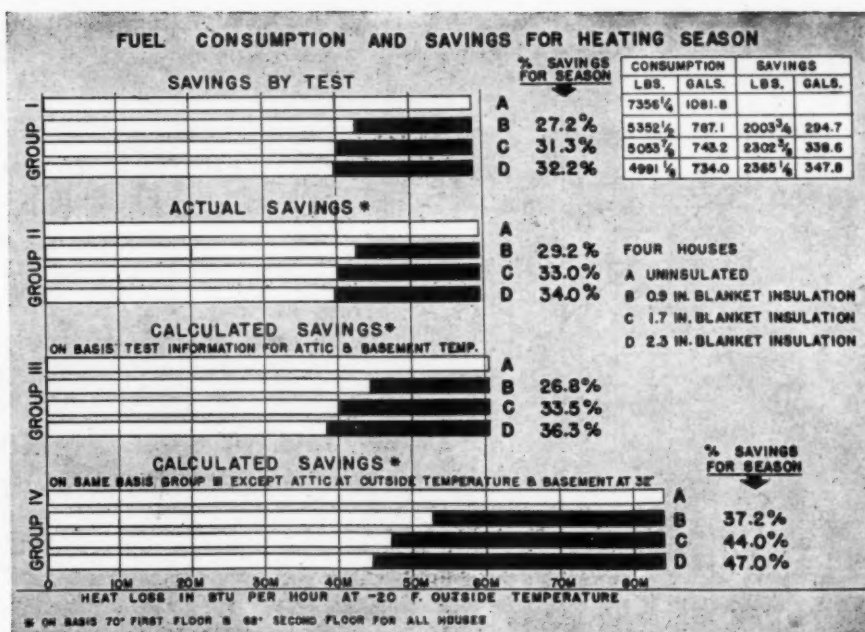 FUEL CONSUMPTION AND SAVINGS FOR HEATING SEASON
SAVINGS BY TEST
% SAVINGS
FOR SEASON
CONSUMPTION SAVINGS
LBS. GALS. LBS. GALS.
7356¼ 1081.8
5352½ 787.1 2003¾ 294.7
5053⅞ 743.2 2302⅜ 338.6
4991⅛ 734.0 2365⅛ 347.8
GROUP I
A
B 27.2%
C 31.3%
D 32.2%
ACTUAL SAVINGS*
GROUP II
A
B 29.2%
C 33.0%
D 34.0%
FOUR HOUSES
A UNINSULATED
B 0.9 IN. BLANKET INSULATION
C 1.7 IN. BLANKET INSULATION
D 2.3 IN. BLANKET INSULATION
CALCULATED SAVINGS*
ON BASIS TEST INFORMATION FOR ATTIC & BASEMENT TEMP.
GROUP III
A
B 26.8%
C 33.5%
D 36.3%
CALCULATED SAVINGS*
ON SAME BASIS GROUP III EXCEPT ATTIC AT OUTSIDE TEMPERATURE & BASEMENT AT 32°
% SAVINGS
FOR SEASON
GROUP IV
A
B 37.2%
C 44.0%
D 47.0%
0 10M 20M 30M 40M 50M 60M 70M 80M
HEAT LOSS IN BTU PER HOUR AT -20 F. OUTSIDE TEMPERATURE
* ON BASIS 70° FIRST FLOOR & 68° SECOND FLOOR FOR ALL HOUSES